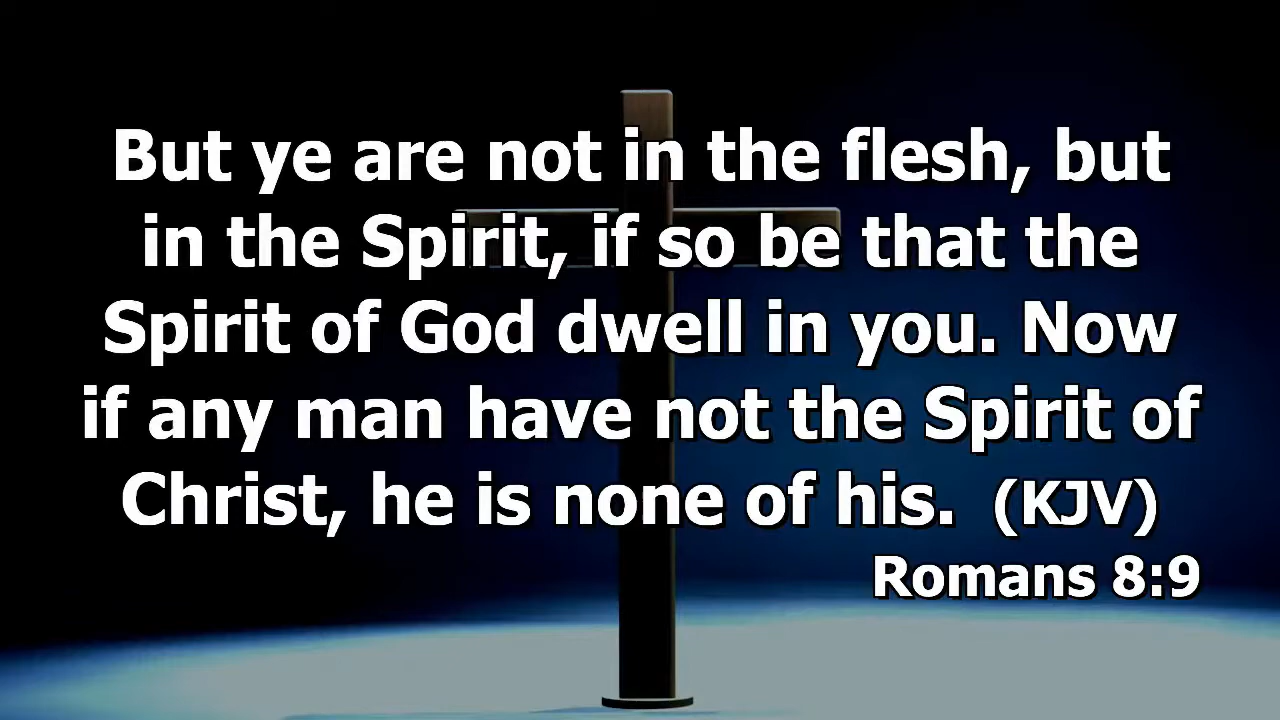 But ye are not in the flesh, but
in the Spirit, if so be that the
Spirit of God dwell in you. Now
if any man have not the Spirit of
Christ, he is none of his. (KJV)
Romans 8:9